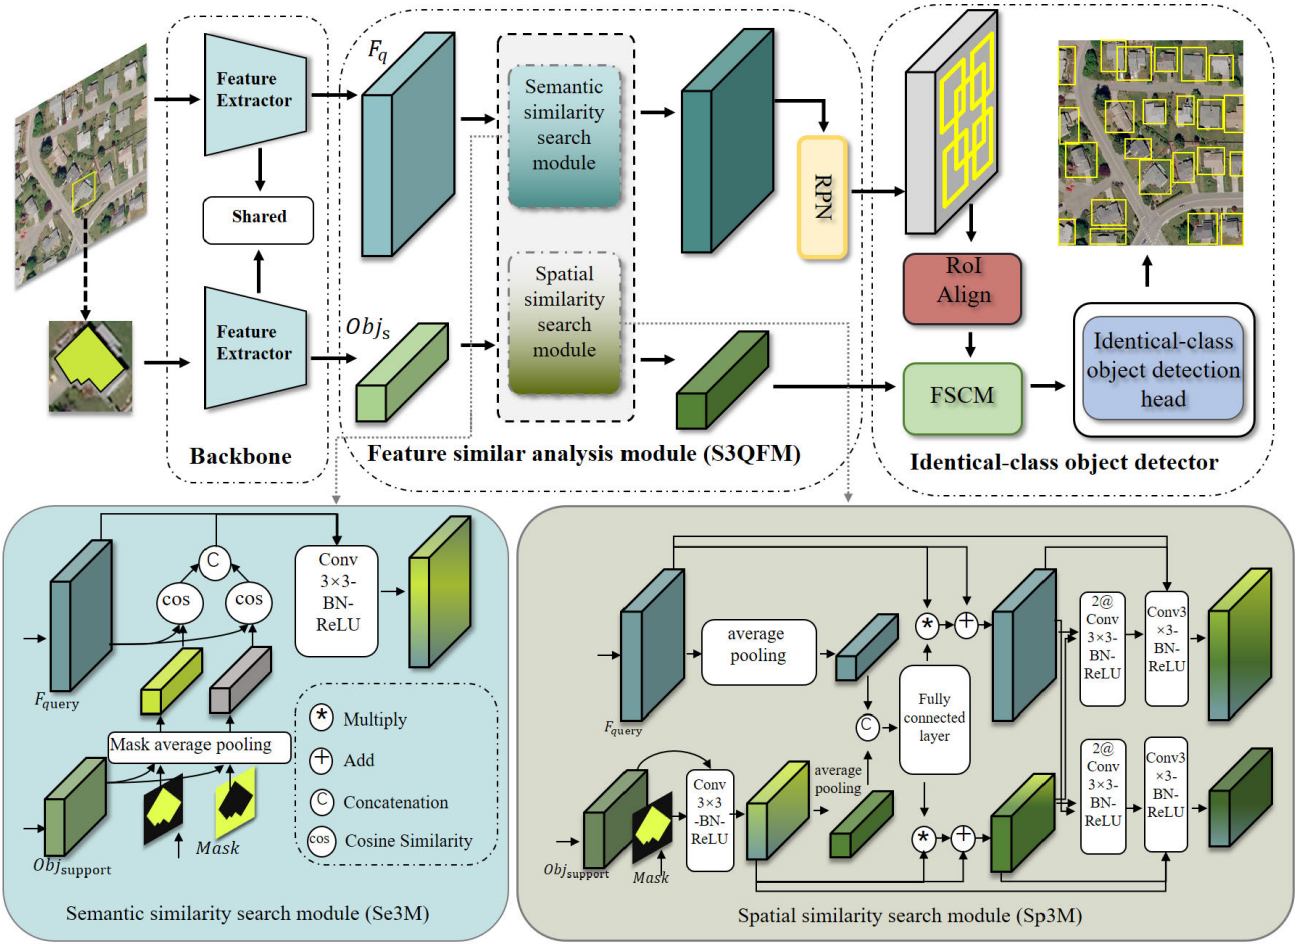 Feature
Extractor
Shared
Feature
Extractor
Backbone
F_q
Obj_s
Semantic
similarity
search
module
Spatial
similarity
search
module
RPN
Feature similar analysis module (S3QFM)
RoI
Align
FSCM
Identical-class
object detection
head
Identical-class object detector
C
cos
cos
Conv
3×3-
BN-
ReLU
F_query
Mask average pooling
Obj_support
Mask
* Multiply
+ Add
C Concatenation
cos Cosine Similarity
Semantic similarity search module (Se3M)
F_query
average
pooling
*
+
C
Fully
connected
layer
2@
Conv
3×3-
BN-
ReLU
Conv3
×3-
BN-
ReLU
Obj_support
Mask
Conv
3×3
-BN-
ReLU
average
pooling
*
+
2@
Conv
3×3-
BN-
ReLU
Conv3
×3-
BN-
ReLU
Spatial similarity search module (Sp3M)